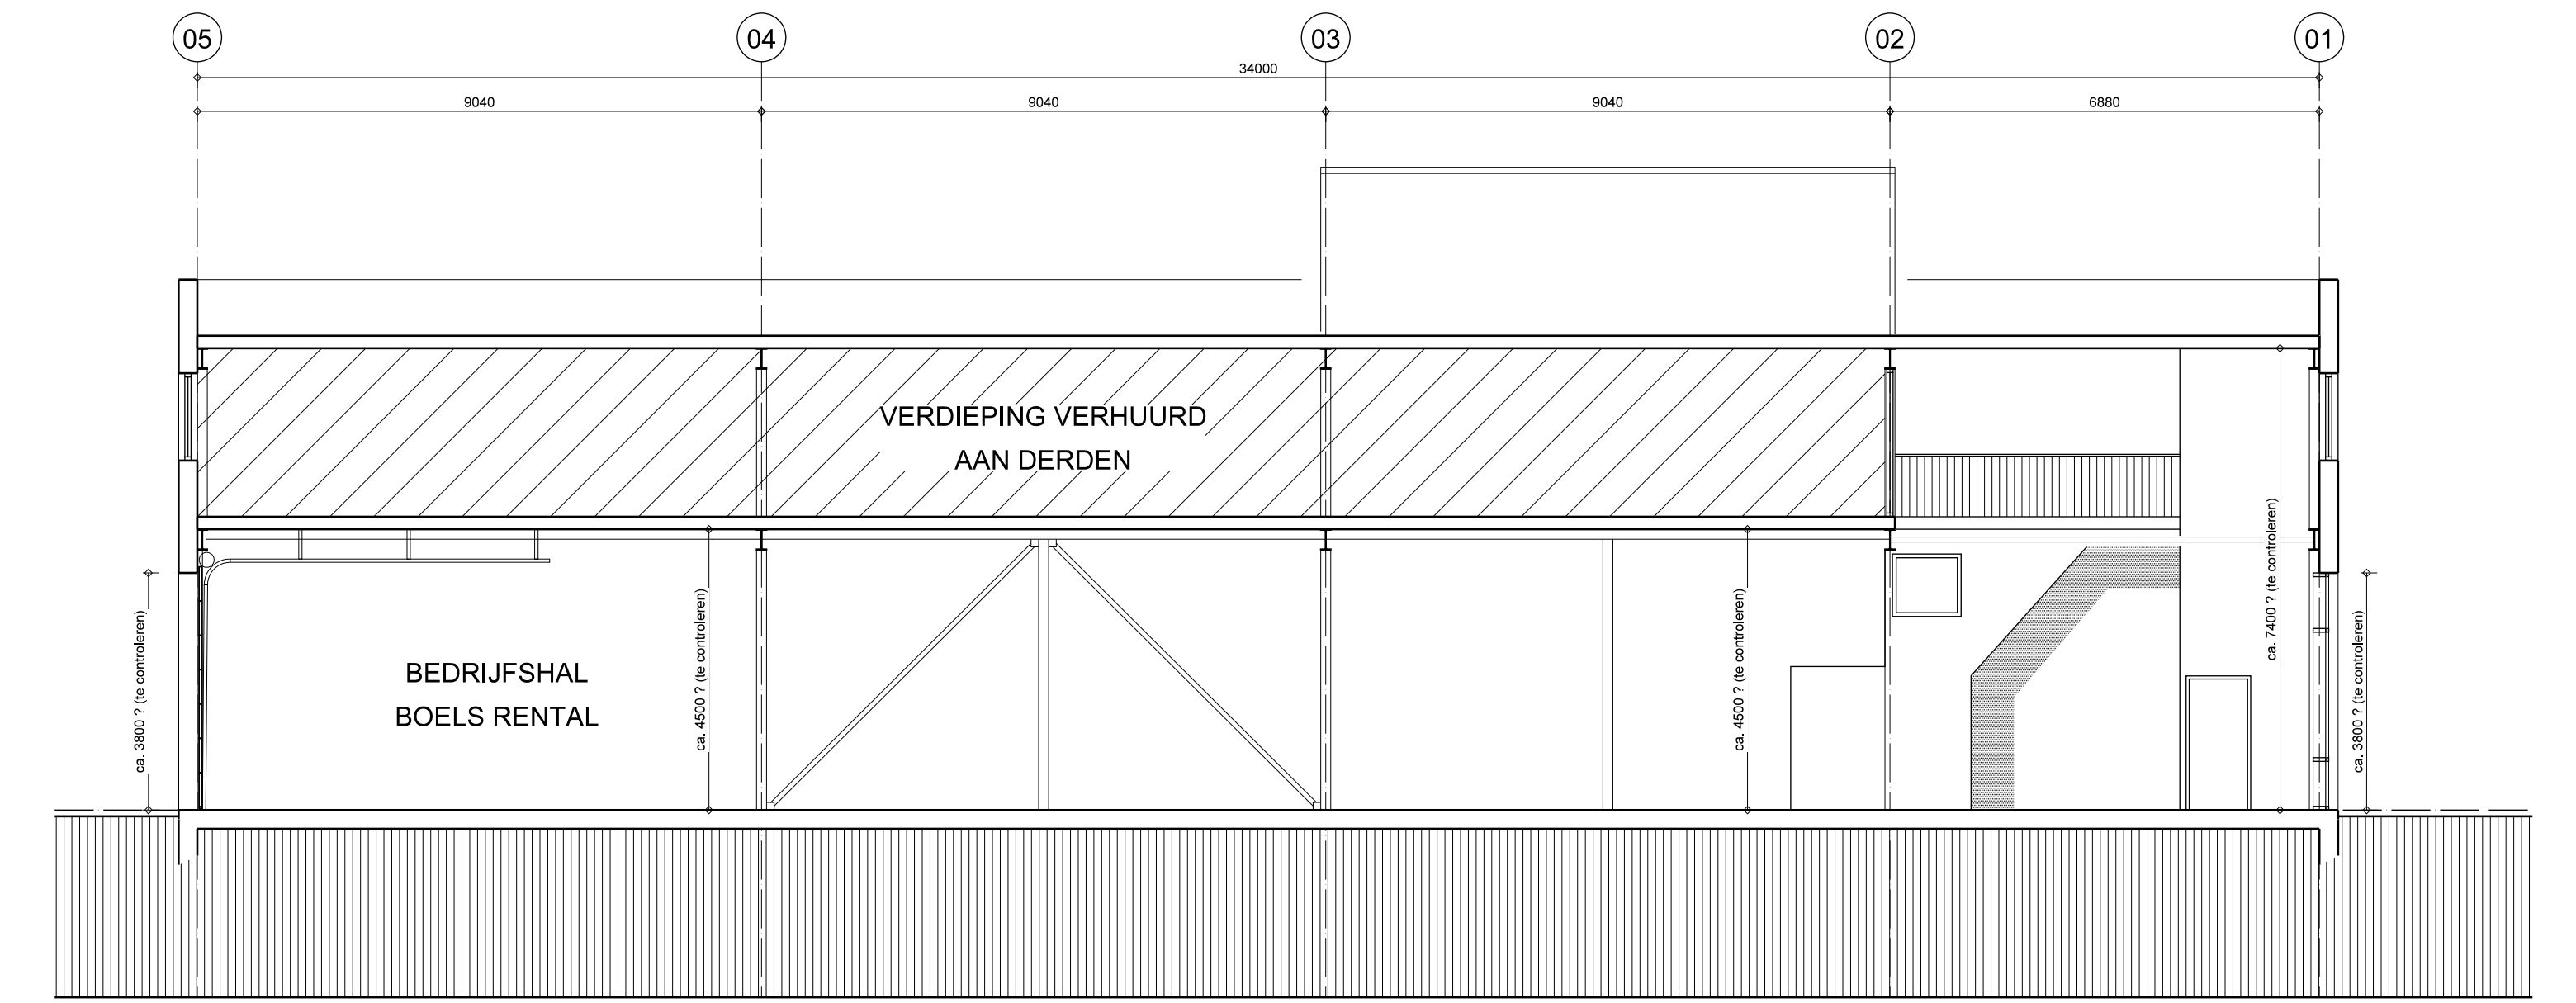 05 04 03 02 01
34000
9040 9040 9040 6880
VERDIEPING VERHUURD
AAN DERDEN
BEDRIJFSHAL
BOELS RENTAL
ca. 3800 ? (te controleren)
ca. 4500 ? (te controleren)
ca. 4500 ? (te controleren)
ca. 7400 ? (te controleren)
ca. 3800 ? (te controleren)